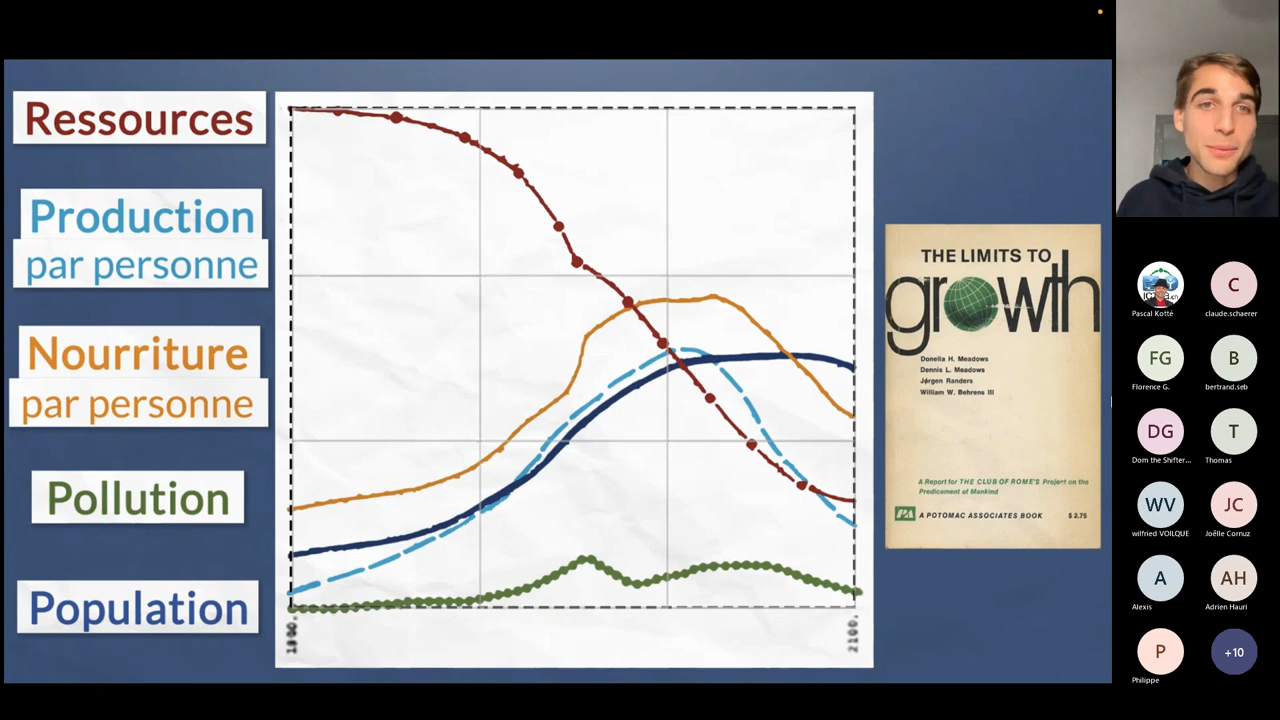 Ressources
Production
par personne
Nourriture
par personne
Pollution
Population
1900.
2100.
THE LIMITS TO
growth
Donella H. Meadows
Dennis L. Meadows
Jørgen Randers
William W. Behrens III
A Report for THE CLUB OF ROME'S Project on the
Predicament of Mankind
A POTOMAC ASSOCIATES BOOK
$2.75
Pascal Kotté
C
claude.schaerer
FG
Florence G.
B
bertrand.seb
DG
Dom the Shifter...
T
Thomas
WV
wilfried VOILQUE
JC
Joëlle Cornuz
A
Alexis
AH
Adrien Hauri
P
Philippe
+10